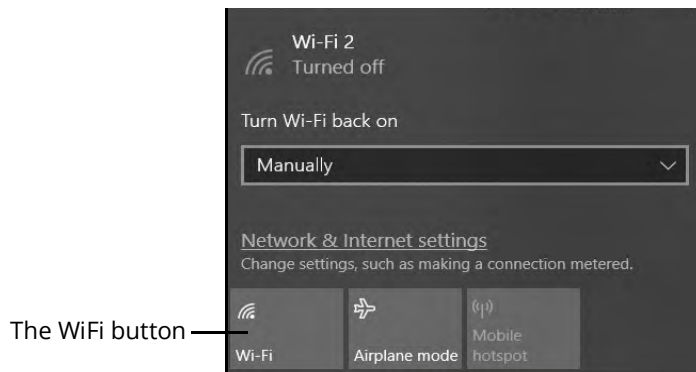 Wi-Fi 2
Turned off
Turn Wi-Fi back on
Manually
Network & Internet settings
Change settings, such as making a connection metered.
The WiFi button
Wi-Fi
Airplane mode
Mobile
hotspot